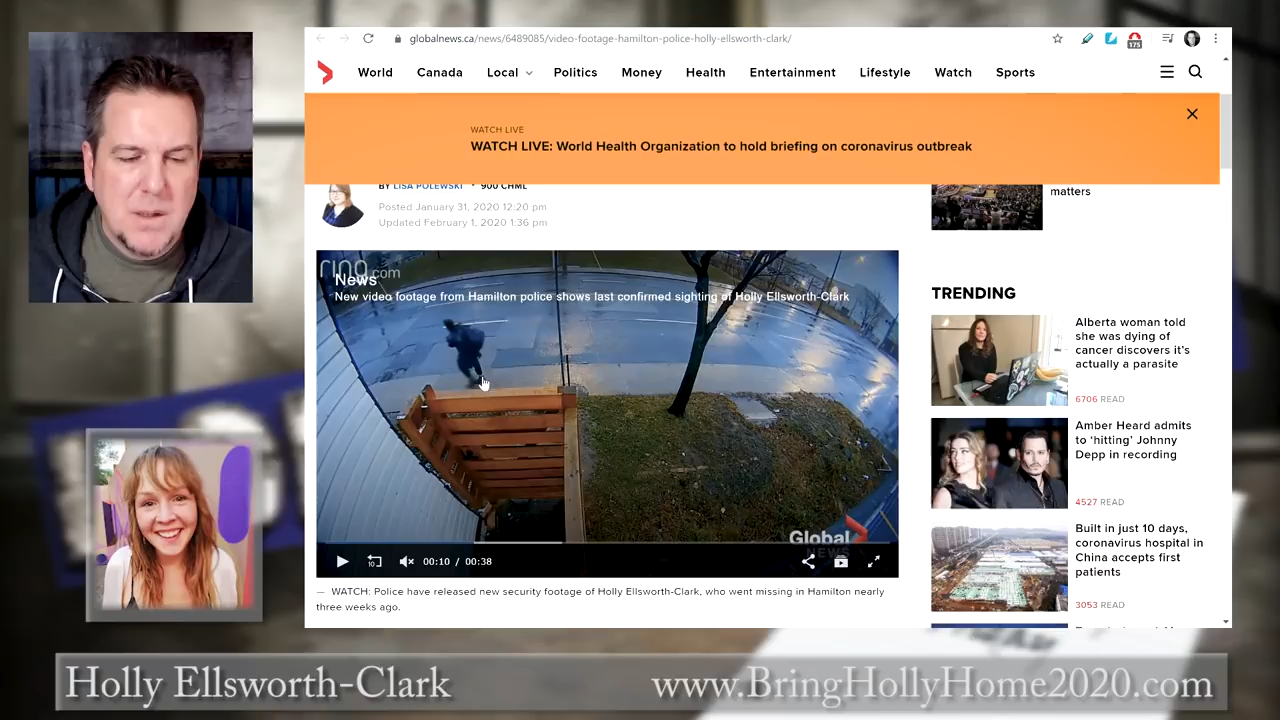 globalnews.ca/news/6489085/video-footage-hamilton-police-holly-ellsworth-clark/
175
World Canada Local Politics Money Health Entertainment Lifestyle Watch Sports
WATCH LIVE
WATCH LIVE: World Health Organization to hold briefing on coronavirus outbreak
BY LISA POLEWSKI • 900 CHML
Posted January 31, 2020 12:20 pm
Updated February 1, 2020 1:36 pm
matters
ring.com
News
New video footage from Hamilton police shows last confirmed sighting of Holly Ellsworth-Clark
Global
NEWS
10
00:10 / 00:38
— WATCH: Police have released new security footage of Holly Ellsworth-Clark, who went missing in Hamilton nearly
three weeks ago.
TRENDING
Alberta woman told
she was dying of
cancer discovers it's
actually a parasite
6706 READ
Amber Heard admits
to ‘hitting’ Johnny
Depp in recording
4527 READ
Built in just 10 days,
coronavirus hospital in
China accepts first
patients
3053 READ
Holly Ellsworth-Clark
www.BringHollyHome2020.com